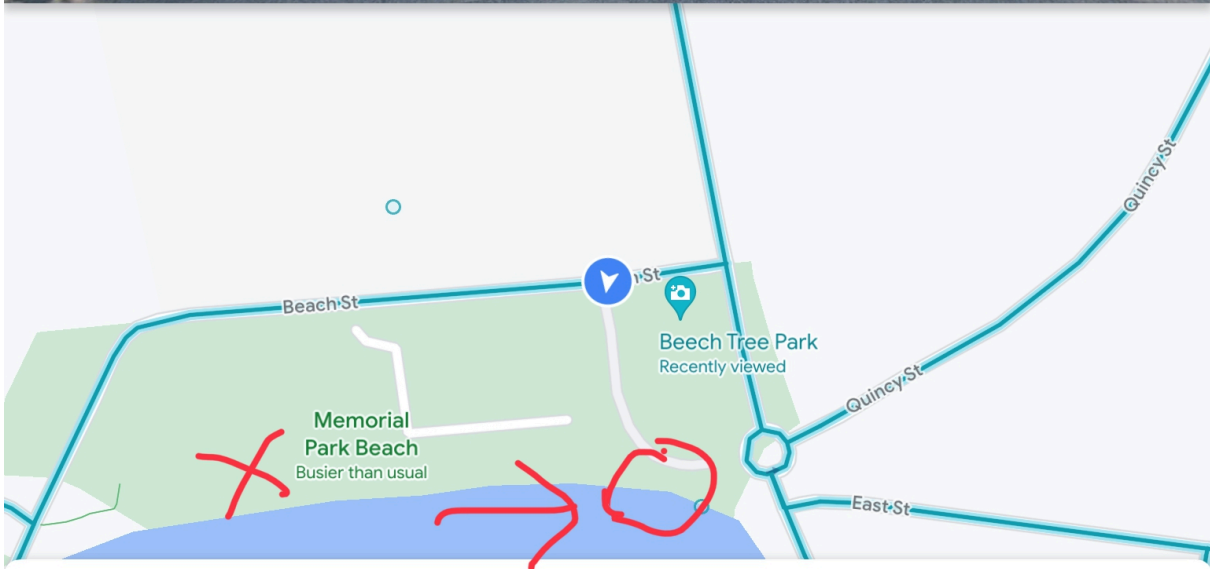 Quincy St
Beach St
h St
Beech Tree Park
Recently viewed
Quincy St
Memorial
Park Beach
Busier than usual
East St